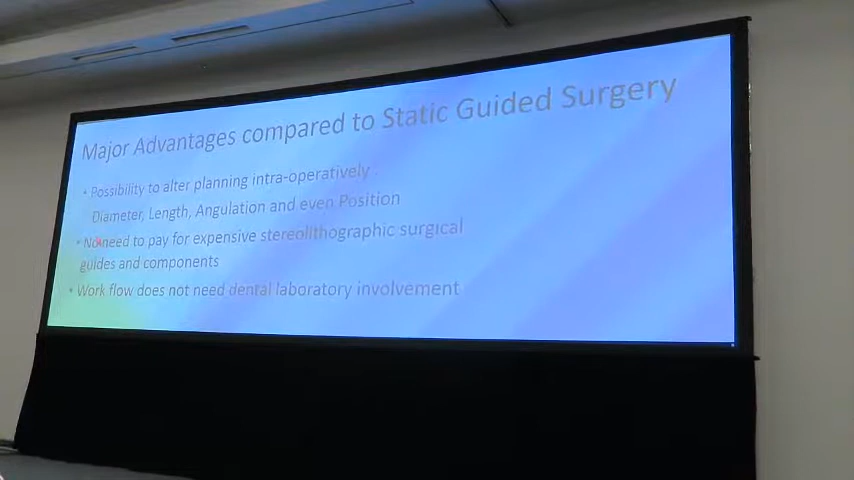 Major Advantages compared to Static Guided Surgery
• Possibility to alter planning intra-operatively
Diameter, Length, Angulation and even Position
• No need to pay for expensive stereolithographic surgical
guides and components
• Work flow does not need dental laboratory involvement